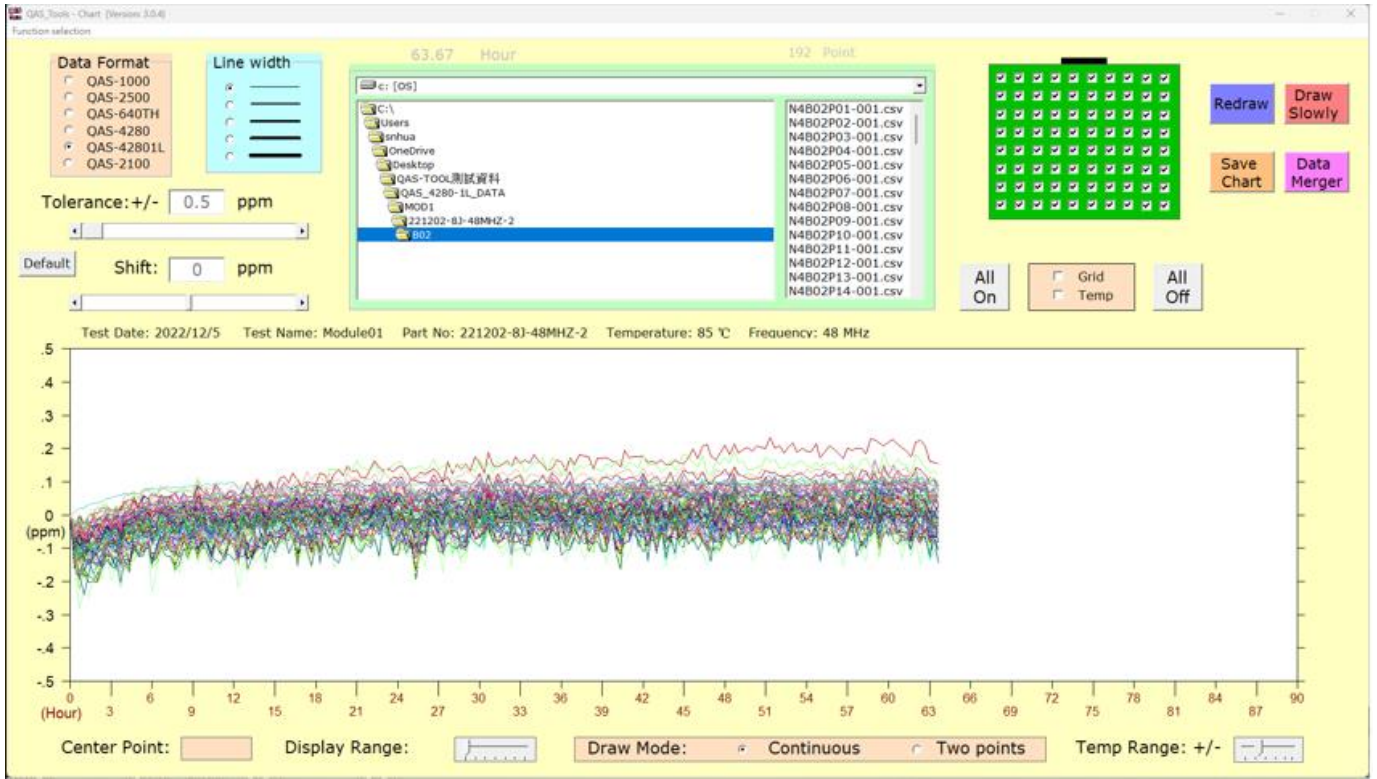 QAS_Tools - Chart (Version: 3.0.4)
Function selection
Data Format
QAS-1000
QAS-2500
QAS-640TH
QAS-4280
QAS-42801L
QAS-2100
Line width
63.67 Hour
192 Point
c: [OS]
C:\
Users
snhua
OneDrive
Desktop
QAS-TOOL測試資料
QAS_4280-1L_DATA
MOD1
221202-8J-48MHZ-2
B02
N4B02P01-001.csv
N4B02P02-001.csv
N4B02P03-001.csv
N4B02P04-001.csv
N4B02P05-001.csv
N4B02P06-001.csv
N4B02P07-001.csv
N4B02P08-001.csv
N4B02P09-001.csv
N4B02P10-001.csv
N4B02P11-001.csv
N4B02P12-001.csv
N4B02P13-001.csv
N4B02P14-001.csv
Redraw
Draw
Slowly
Save
Chart
Data
Merger
Tolerance:+/- 0.5 ppm
Default
Shift: 0 ppm
All
On
Grid
Temp
All
Off
Test Date: 2022/12/5 Test Name: Module01 Part No: 221202-8J-48MHZ-2 Temperature: 85 ℃ Frequency: 48 MHz
.5
.4
.3
.2
.1
0
(ppm)
-.1
-.2
-.3
-.4
-.5
0 6 12 18 24 30 36 42 48 54 60 66 72 78 84 90
(Hour) 3 9 15 21 27 33 39 45 51 57 63 69 75 81 87
Center Point:
Display Range:
Draw Mode: Continuous Two points
Temp Range: +/-